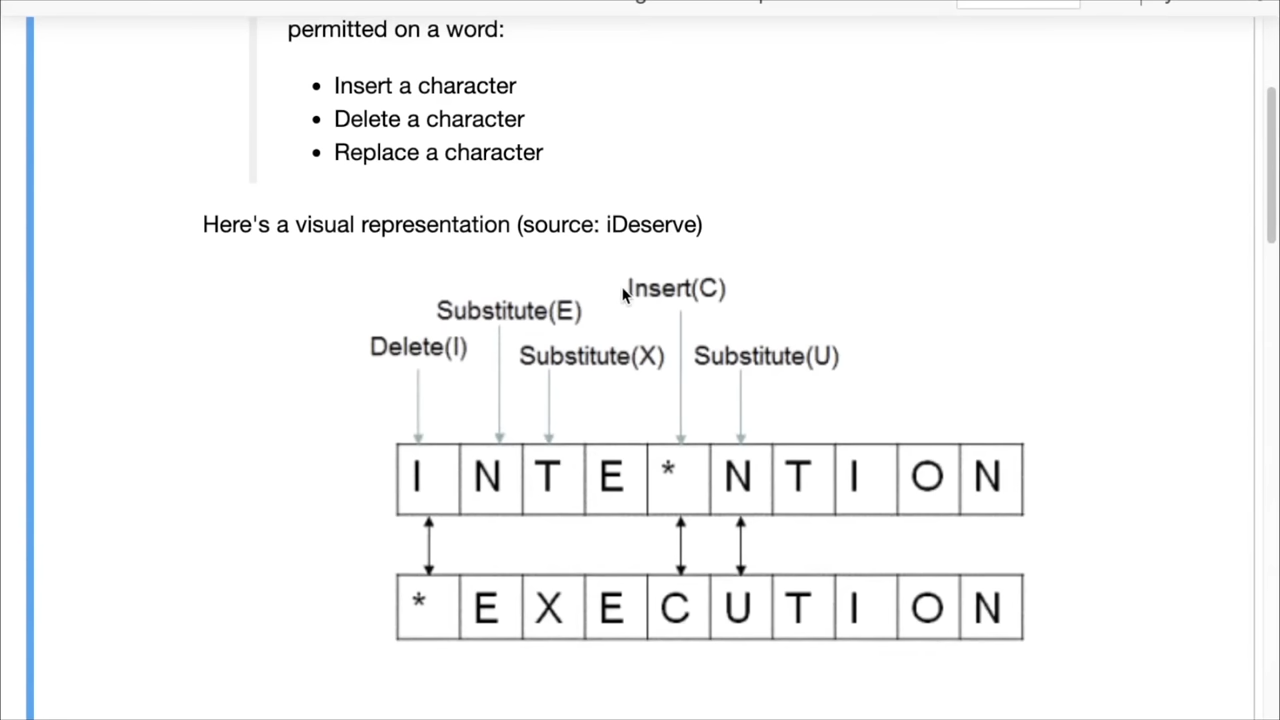 permitted on a word:
• Insert a character
• Delete a character
• Replace a character
Here's a visual representation (source: iDeserve)
Insert(C)
Substitute(E)
Delete(I)
Substitute(X)
Substitute(U)
I N T E * N T I O N
* E X E C U T I O N